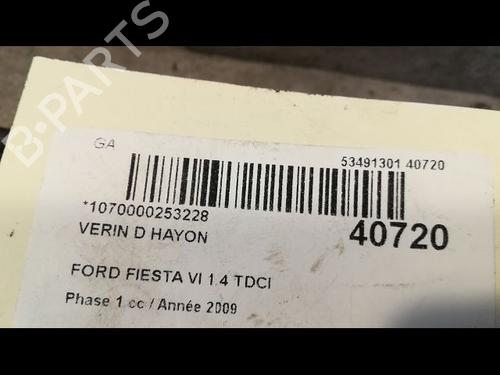 B-PARTS
GA
53491301 40720
*1070000253228
40720
VERIN D HAYON
FORD FIESTA VI 1.4 TDCI
Phase 1 cc / Année 2009